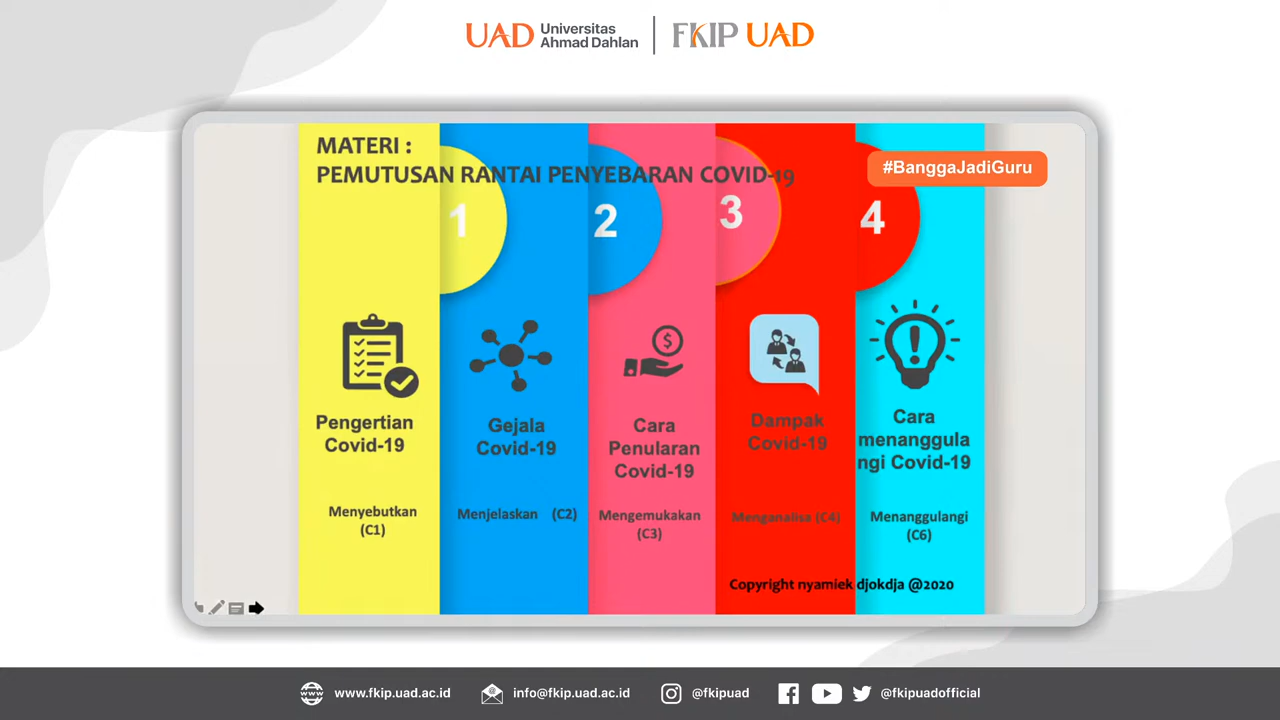 UAD Universitas
Ahmad Dahlan
FKIP UAD
MATERI :
PEMUTUSAN RANTAI PENYEBARAN COVID-19
#BanggaJadiGuru
1
2
3
4
Pengertian
Covid-19
Menyebutkan
(C1)
Gejala
Covid-19
Menjelaskan (C2)
Cara
Penularan
Covid-19
Mengemukakan
(C3)
Dampak
Covid-19
Menganalisa (C4)
Cara
menanggula
ngi Covid-19
Menanggulangi
(C6)
Copyright nyamiek djokdja @2020
www.fkip.uad.ac.id
info@fkip.uad.ac.id
@fkipuad
@fkipuadofficial